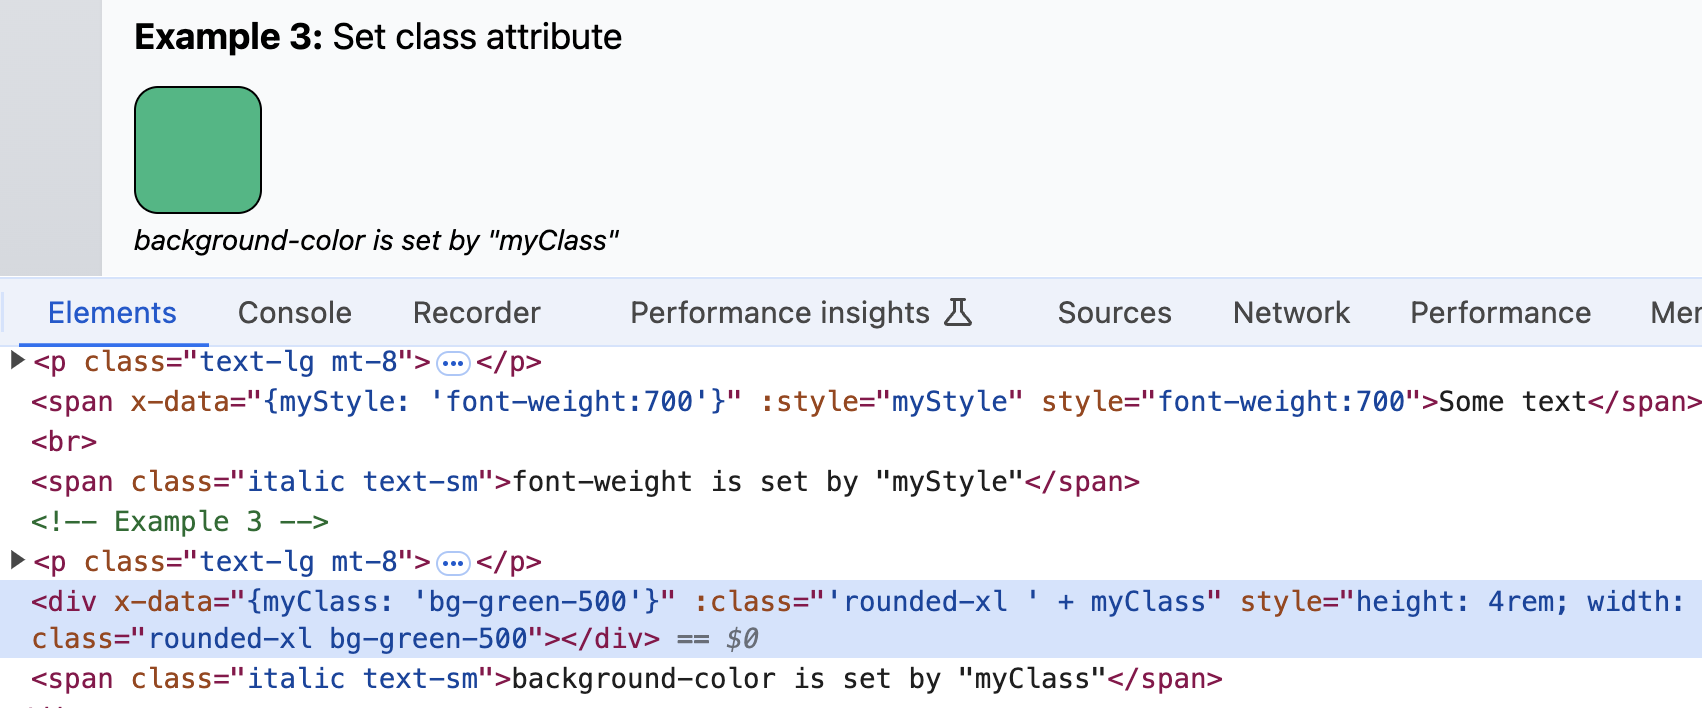 Example 3: Set class attribute
background-color is set by "myClass"
Elements Console Recorder Performance insights Sources Network Performance
<p class="text-lg mt-8">…</p>
<span x-data="{myStyle: 'font-weight:700'}" :style="myStyle" style="font-weight:700">Some text</span>
<br>
<span class="italic text-sm">font-weight is set by "myStyle"</span>
<!-- Example 3 -->
<p class="text-lg mt-8">…</p>
<div x-data="{myClass: 'bg-green-500'}" :class="'rounded-xl ' + myClass" style="height: 4rem; width:
class="rounded-xl bg-green-500"></div> == $0
<span class="italic text-sm">background-color is set by "myClass"</span>